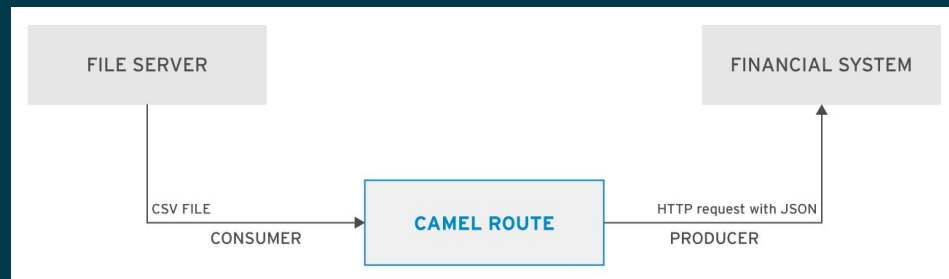 FILE SERVER
FINANCIAL SYSTEM
CSV FILE
CONSUMER
CAMEL ROUTE
HTTP request with JSON
PRODUCER